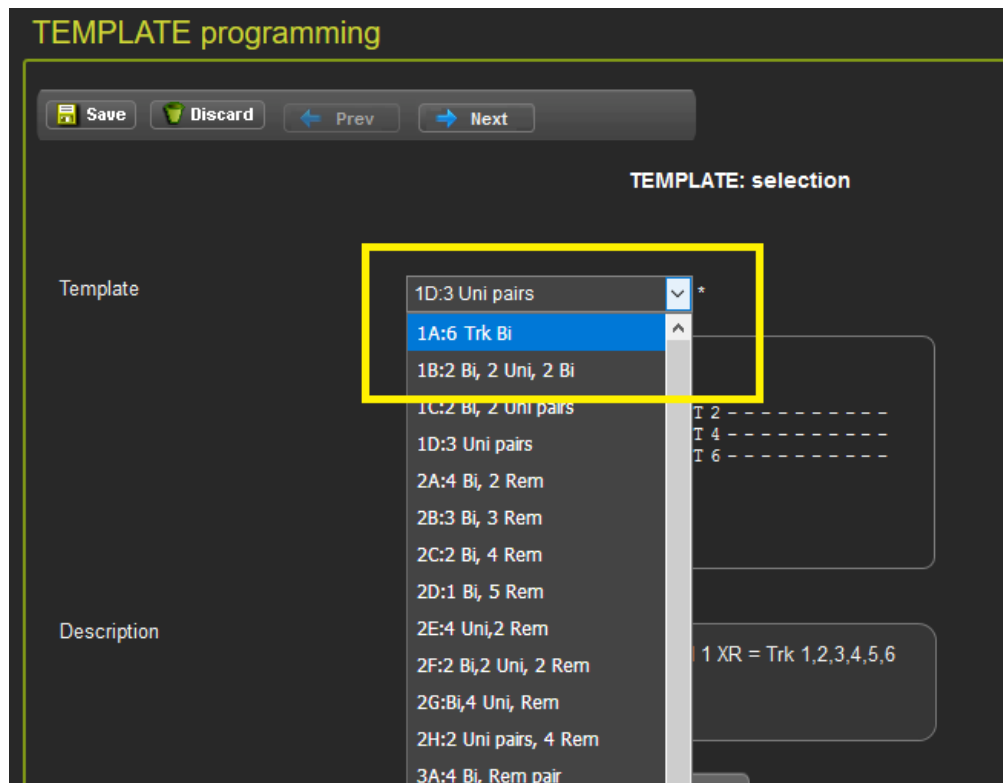 TEMPLATE programming
Save Discard Prev Next
TEMPLATE: selection
Template
1D:3 Uni pairs *
1A:6 Trk Bi
1B:2 Bi, 2 Uni, 2 Bi
1C:2 Bi, 2 Uni pairs
T 2 - - - - - - - - - -
1D:3 Uni pairs
T 4 - - - - - - - - - -
T 6 - - - - - - - - - -
2A:4 Bi, 2 Rem
2B:3 Bi, 3 Rem
2C:2 Bi, 4 Rem
2D:1 Bi, 5 Rem
Description
2E:4 Uni,2 Rem
1 XR = Trk 1,2,3,4,5,6
2F:2 Bi,2 Uni, 2 Rem
2G:Bi,4 Uni, Rem
2H:2 Uni pairs, 4 Rem
3A:4 Bi, Rem pair